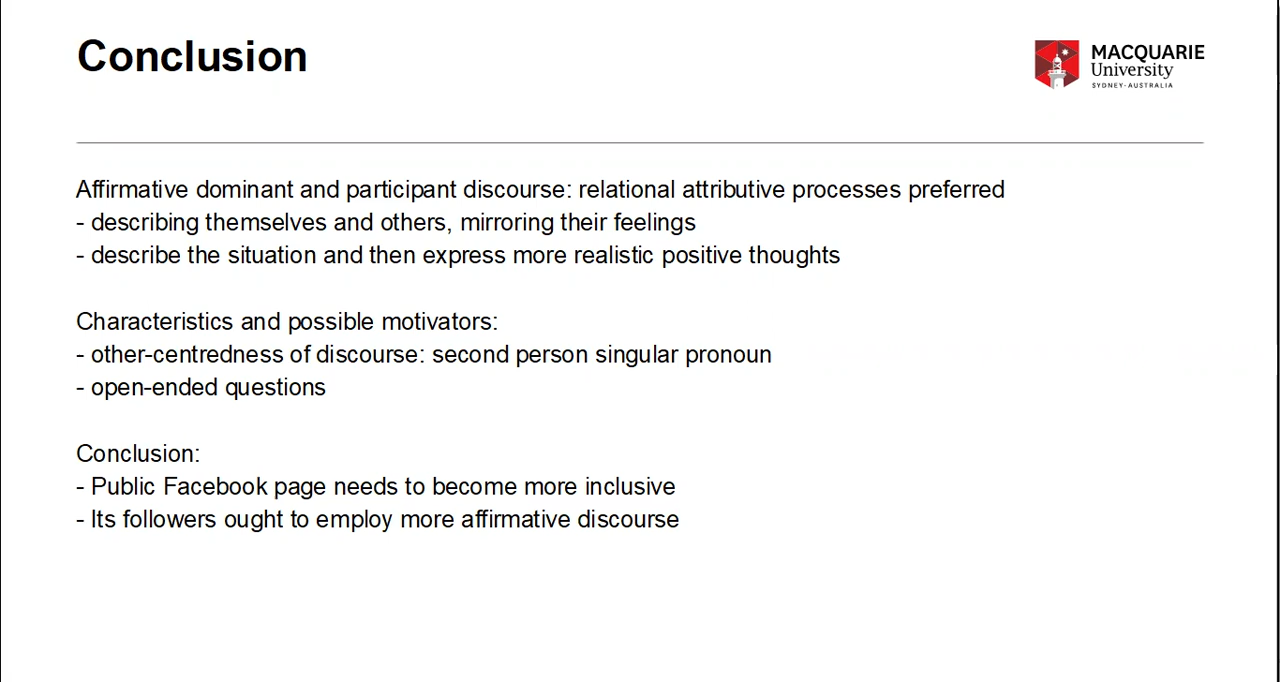 Conclusion
MACQUARIE
University
SYDNEY·AUSTRALIA
Affirmative dominant and participant discourse: relational attributive processes preferred
- describing themselves and others, mirroring their feelings
- describe the situation and then express more realistic positive thoughts
Characteristics and possible motivators:
- other-centredness of discourse: second person singular pronoun
- open-ended questions
Conclusion:
- Public Facebook page needs to become more inclusive
- Its followers ought to employ more affirmative discourse